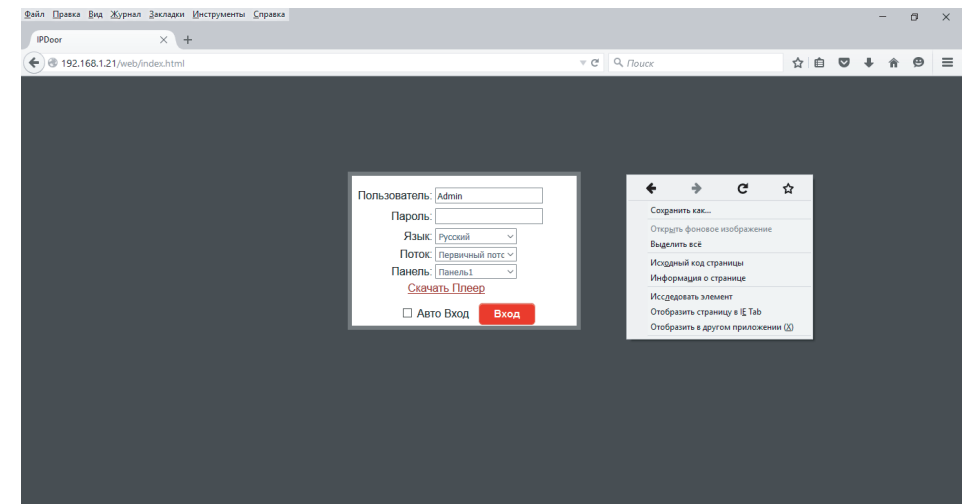 Файл Правка Вид Журнал Закладки Инструменты Справка
IPDoor
192.168.1.21/web/index.html
Поиск
Пользователь: Admin
Пароль:
Язык: Русский
Поток: Первичный потс
Панель: Панель1
Скачать Плеер
Авто Вход Вход
Сохранить как...
Открыть фоновое изображение
Выделить всё
Исходный код страницы
Информация о странице
Исследовать элемент
Отобразить страницу в IE Tab
Отобразить в другом приложении (X)